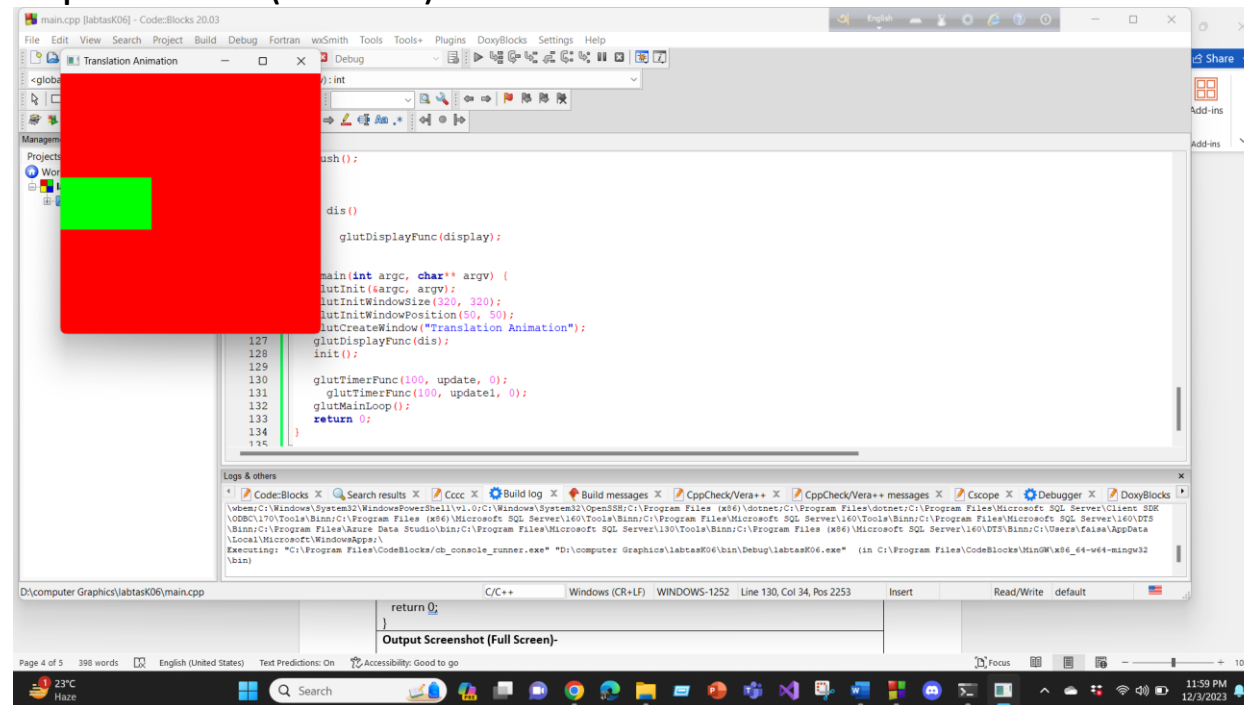 main.cpp [labtasK06] - Code::Blocks 20.03
English
File Edit View Search Project Build Debug Fortran wxSmith Tools Tools+ Plugins DoxyBlocks Settings Help
Translation Animation
Debug
Share
<globa
) : int
Add-ins
Managem
Add-ins
Projects
Wor
ush();
dis()
glutDisplayFunc(display);
main(int argc, char** argv) {
lutInit(&argc, argv);
lutInitWindowSize(320, 320);
lutInitWindowPosition(50, 50);
lutCreateWindow("Translation Animation");
127 glutDisplayFunc(dis);
128 init();
129
130 glutTimerFunc(100, update, 0);
131 glutTimerFunc(100, update1, 0);
132 glutMainLoop();
133 return 0;
134 }
135
Logs & others
Code::Blocks Search results Cccc Build log Build messages CppCheck/Vera++ CppCheck/Vera++ messages Cscope Debugger DoxyBlocks
\wbem;C:\Windows\System32\WindowsPowerShell\v1.0;C:\Windows\System32\OpenSSH;C:\Program Files (x86)\dotnet;C:\Program Files\dotnet;C:\Program Files\Microsoft SQL Server\Client SDK
\ODBC\170\Tools\Binn;C:\Program Files (x86)\Microsoft SQL Server\160\Tools\Binn;C:\Program Files\Microsoft SQL Server\160\Tools\Binn;C:\Program Files\Microsoft SQL Server\160\DTS
\Binn;C:\Program Files\Azure Data Studio\bin;C:\Program Files\Microsoft SQL Server\130\Tools\Binn;C:\Program Files (x86)\Microsoft SQL Server\160\DTS\Binn;C:\Users\faisa\AppData
\Local\Microsoft\WindowsApps;\
Executing: "C:\Program Files\CodeBlocks/cb_console_runner.exe" "D:\computer Graphics\labtasK06\bin\Debug\labtasK06.exe" (in C:\Program Files\CodeBlocks\MinGW\x86_64-w64-mingw32
\bin)
D:\computer Graphics\labtasK06\main.cpp C/C++ Windows (CR+LF) WINDOWS-1252 Line 130, Col 34, Pos 2253 Insert Read/Write default
return 0;
}
Output Screenshot (Full Screen)-
Page 4 of 5 398 words English (United States) Text Predictions: On Accessibility: Good to go Focus 10
23°C
Haze
Search
11:59 PM
12/3/2023